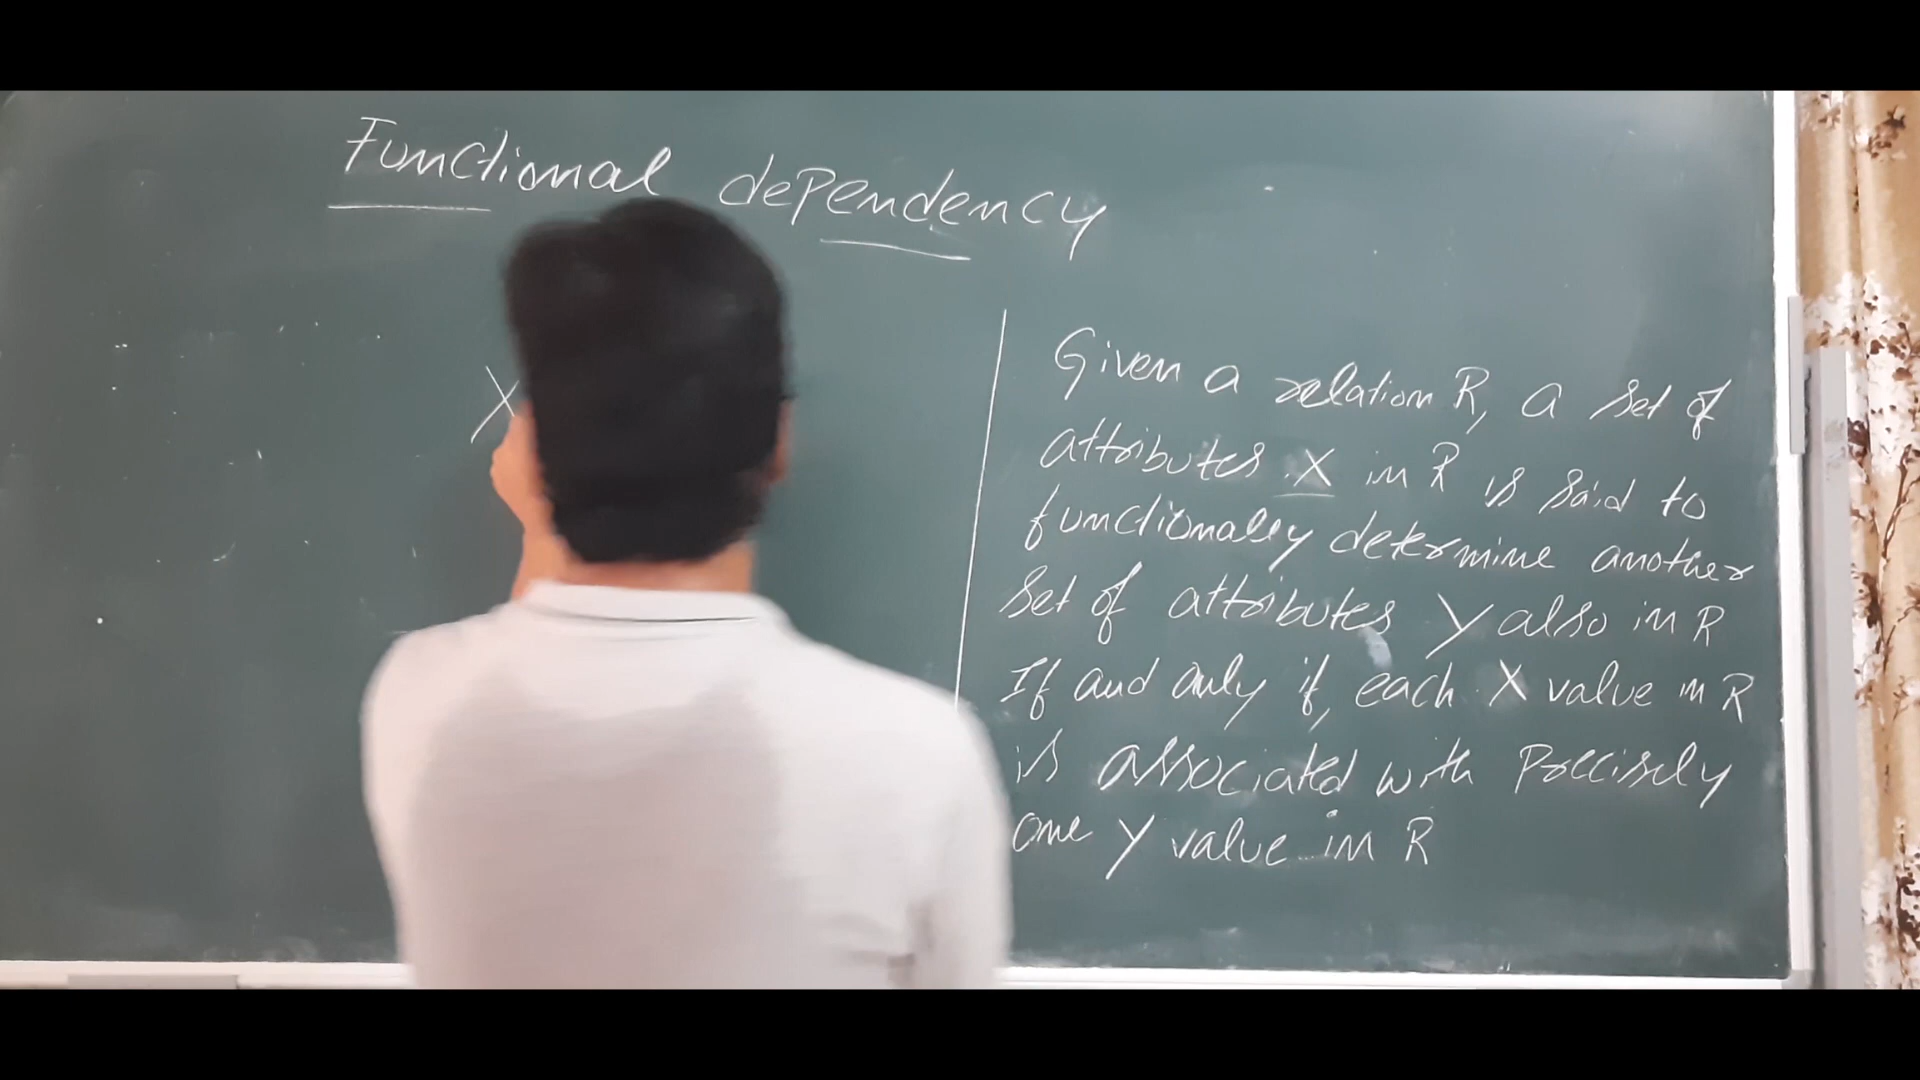 Functional dependency
X
Given a relation R, a set of
attributes X in R is said to
functionally determine another
set of attributes Y also in R
If and only if, each X value in R
is associated with precisely
one Y value in R